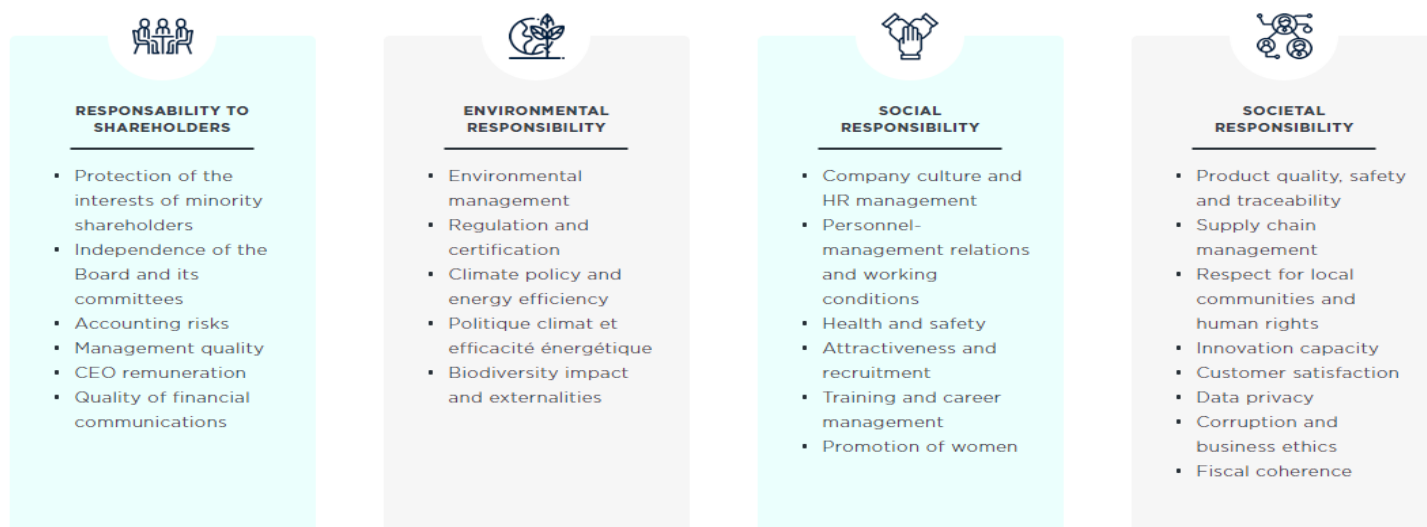 RESPONSABILITY TO
SHAREHOLDERS
▪ Protection of the
interests of minority
shareholders
▪ Independence of the
Board and its
committees
▪ Accounting risks
▪ Management quality
▪ CEO remuneration
▪ Quality of financial
communications
ENVIRONMENTAL
RESPONSIBILITY
▪ Environmental
management
▪ Regulation and
certification
▪ Climate policy and
energy efficiency
▪ Politique climat et
efficacité énergétique
▪ Biodiversity impact
and externalities
SOCIAL
RESPONSIBILITY
▪ Company culture and
HR management
▪ Personnel-
management relations
and working
conditions
▪ Health and safety
▪ Attractiveness and
recruitment
▪ Training and career
management
▪ Promotion of women
SOCIETAL
RESPONSIBILITY
▪ Product quality, safety
and traceability
▪ Supply chain
management
▪ Respect for local
communities and
human rights
▪ Innovation capacity
▪ Customer satisfaction
▪ Data privacy
▪ Corruption and
business ethics
▪ Fiscal coherence